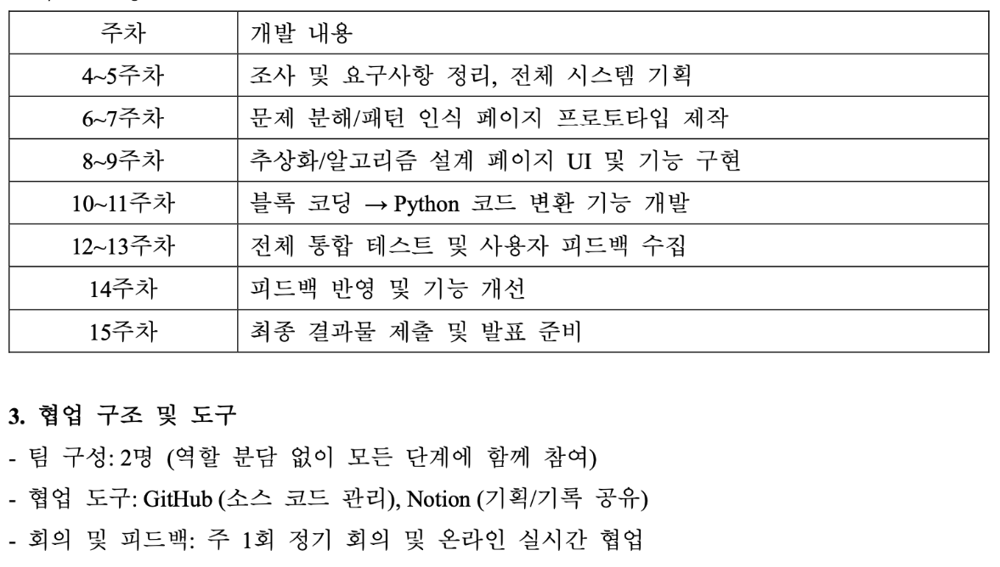 주차 개발 내용
4~5주차 조사 및 요구사항 정리, 전체 시스템 기획
6~7주차 문제 분해/패턴 인식 페이지 프로토타입 제작
8~9주차 추상화/알고리즘 설계 페이지 UI 및 기능 구현
10~11주차 블록 코딩 → Python 코드 변환 기능 개발
12~13주차 전체 통합 테스트 및 사용자 피드백 수집
14주차 피드백 반영 및 기능 개선
15주차 최종 결과물 제출 및 발표 준비
3. 협업 구조 및 도구
- 팀 구성: 2명 (역할 분담 없이 모든 단계에 함께 참여)
- 협업 도구: GitHub (소스 코드 관리), Notion (기획/기록 공유)
- 회의 및 피드백: 주 1회 정기 회의 및 온라인 실시간 협업